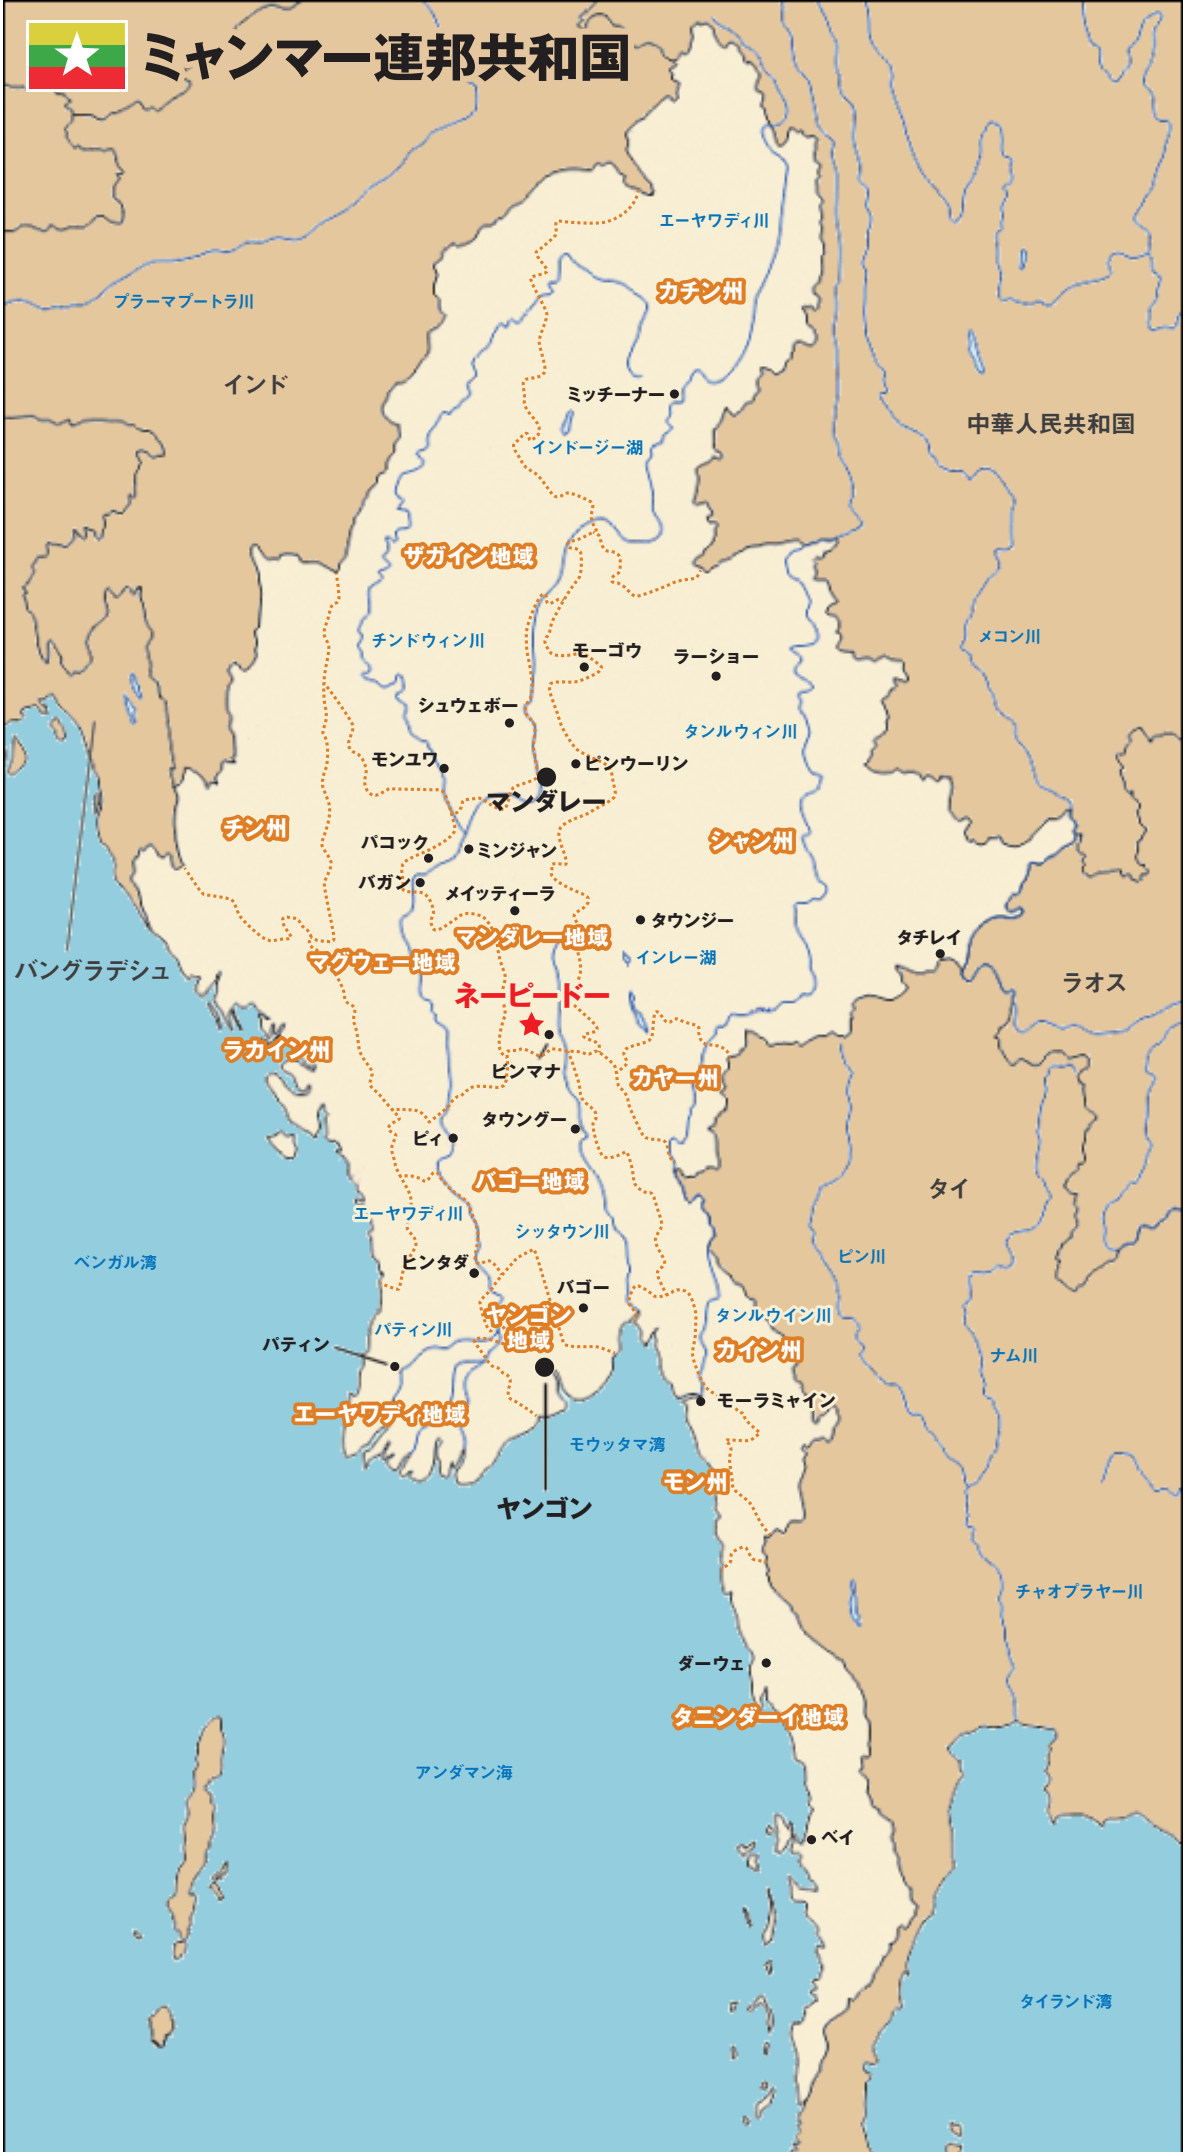 ミャンマー連邦共和国
エーヤワディ川
カチン州
プラーマプートラ川
インド
ミッチーナー
中華人民共和国
インドージー湖
ザガイン地域
メコン川
チンドウィン川
モーゴウ
ラーショー
シュウェボー
タンルウィン川
モンユワ
ピンウーリン
マンダレー
チン州
パコック
ミンジャン
シャン州
バガン
メイッティーラ
タウンジー
マンダレー地域
タチレイ
マグウェー地域
インレー湖
バングラデシュ
ラオス
ネーピードー
ラカイン州
ピンマナ
カヤー州
タウングー
ピィ
バゴー地域
タイ
エーヤワディ川
シッタウン川
ベンガル湾
ヒンタダ
ピン川
バゴー
ヤンゴン
地域
タンルウイン川
パティン川
パティン
カイン州
ナム川
エーヤワディ地域
モーラミャイン
モウッタマ湾
モン州
ヤンゴン
チャオプラヤー川
ダーウェ
タニンダーイ地域
アンダマン海
ベイ
タイランド湾